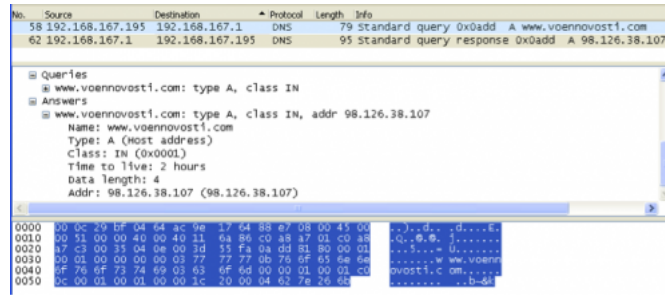 No. Source Destination Protocol Length Info
58 192.168.167.195 192.168.167.1 DNS 79 Standard query 0x0add A www.voennovosti.com
62 192.168.167.1 192.168.167.195 DNS 95 Standard query response 0x0add A 98.126.38.107
Queries
www.voennovosti.com: type A, class IN
Answers
www.voennovosti.com: type A, class IN, addr 98.126.38.107
Name: www.voennovosti.com
Type: A (Host address)
Class: IN (0x0001)
Time to live: 2 hours
Data length: 4
Addr: 98.126.38.107 (98.126.38.107)
0000 00 0c 29 bf 04 64 ac 9e 17 64 88 e7 08 00 45 00 ..)..d.. .d....E.
0010 00 51 00 00 40 00 40 11 6a 86 c0 a8 a7 01 c0 a8 .Q..@.@. j.......
0020 a7 c3 00 35 04 0e 00 3d 55 fa 0a dd 81 80 00 01 ...5...= U.......
0030 00 01 00 00 00 00 03 77 77 77 0b 76 6f 65 6e 6e .......w ww.voenn
0040 6f 76 6f 73 74 69 03 63 6f 6d 00 00 01 00 01 c0 ovosti.c om......
0050 0c 00 01 00 01 00 00 1c 20 00 04 62 7e 26 6b ........ ..b~&k